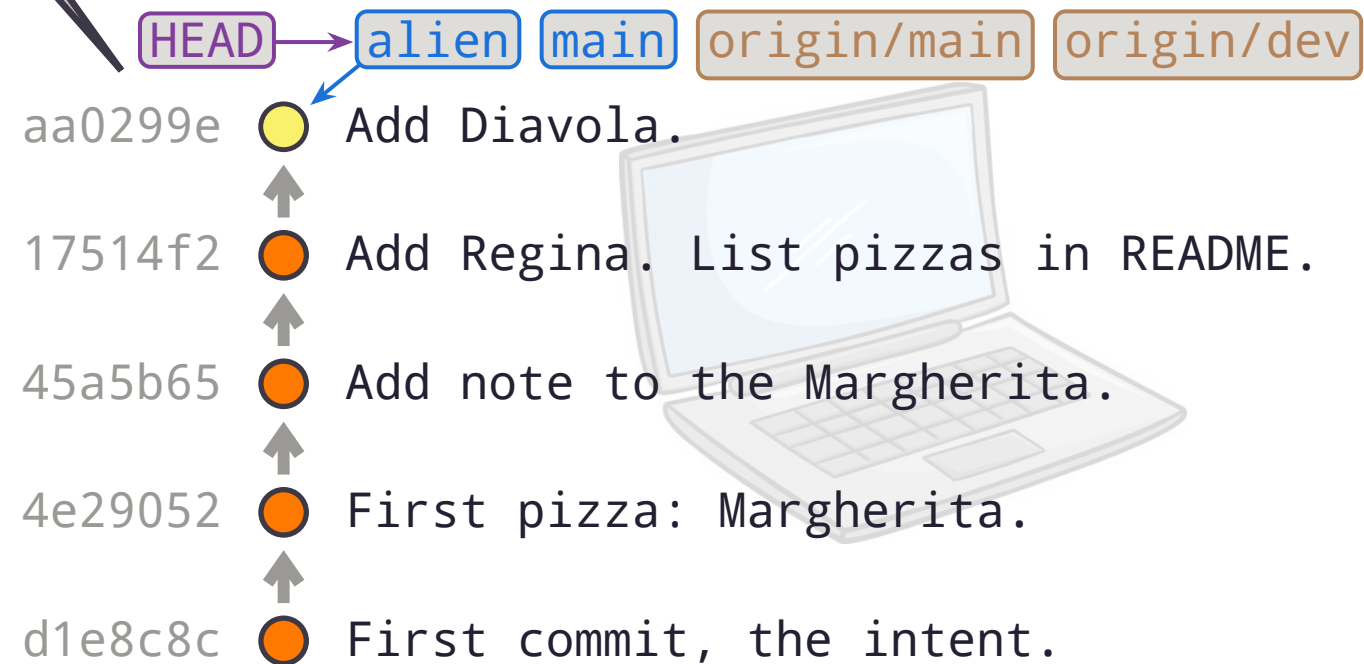 HEAD alien main origin/main origin/dev
aa0299e Add Diavola.
17514f2 Add Regina. List pizzas in README.
45a5b65 Add note to the Margherita.
4e29052 First pizza: Margherita.
d1e8c8c First commit, the intent.